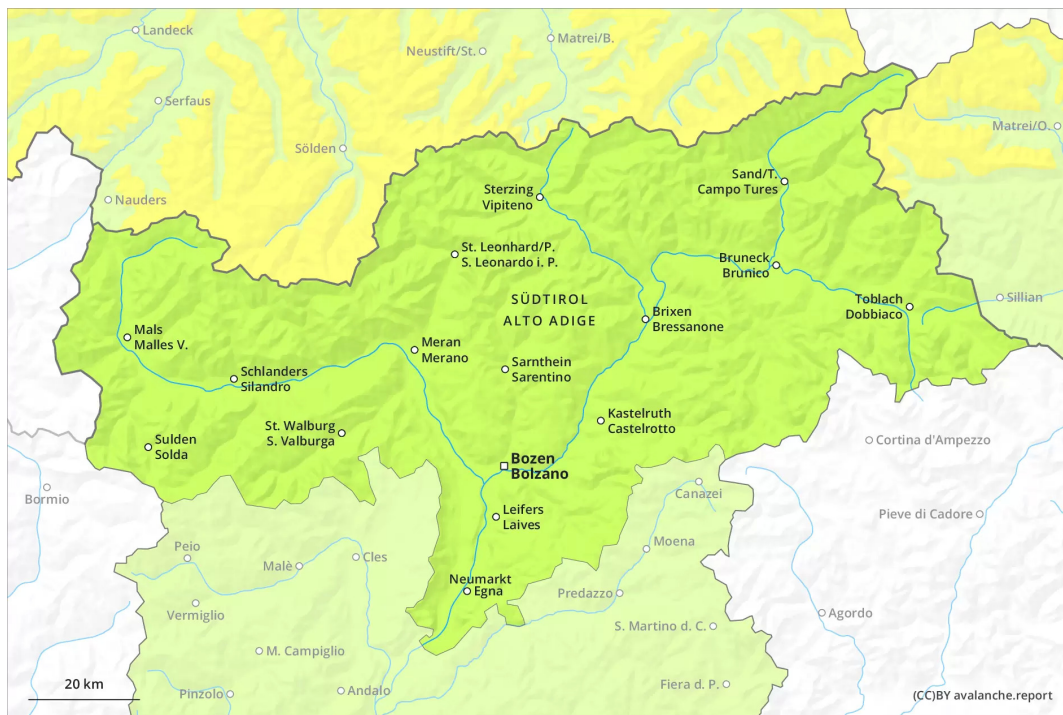 Landeck
Matrei/B.
Neustift/St.
Serfaus
Matrei/O.
Sölden
Sand/T.
Campo Tures
Sterzing
Vipiteno
Nauders
St. Leonhard/P.
S. Leonardo i. P.
Bruneck
Brunico
SÜDTIROL
ALTO ADIGE
Toblach
Dobbiaco
Sillian
Brixen
Bressanone
Mals
Malles V.
Meran
Merano
Sarnthein
Sarentino
Schlanders
Silandro
Kastelruth
Castelrotto
St. Walburg
S. Valburga
Sulden
Solda
Cortina d'Ampezzo
Bozen
Bolzano
Bormio
Canazei
Leifers
Laives
Pieve di Cadore
Moena
Peio
Cles
Malè
Neumarkt
Egna
Predazzo
Vermiglio
Agordo
S. Martino d. C.
M. Campiglio
20 km
Pinzolo
Andalo
Fiera d. P.
(CC)BY avalanche.report